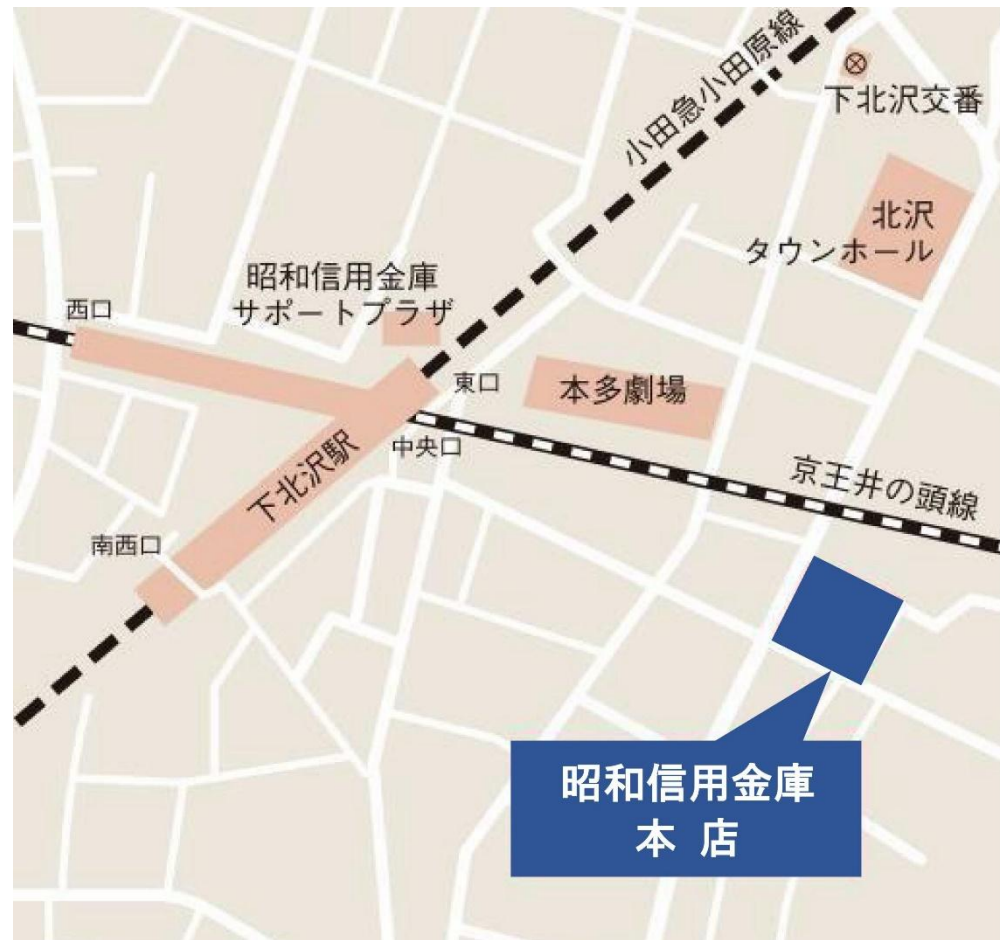 小田急小田原線
下北沢交番
北沢
タウンホール
昭和信用金庫
サポートプラザ
西口
東口
本多劇場
中央口
下北沢駅
京王井の頭線
南西口
昭和信用金庫
本 店